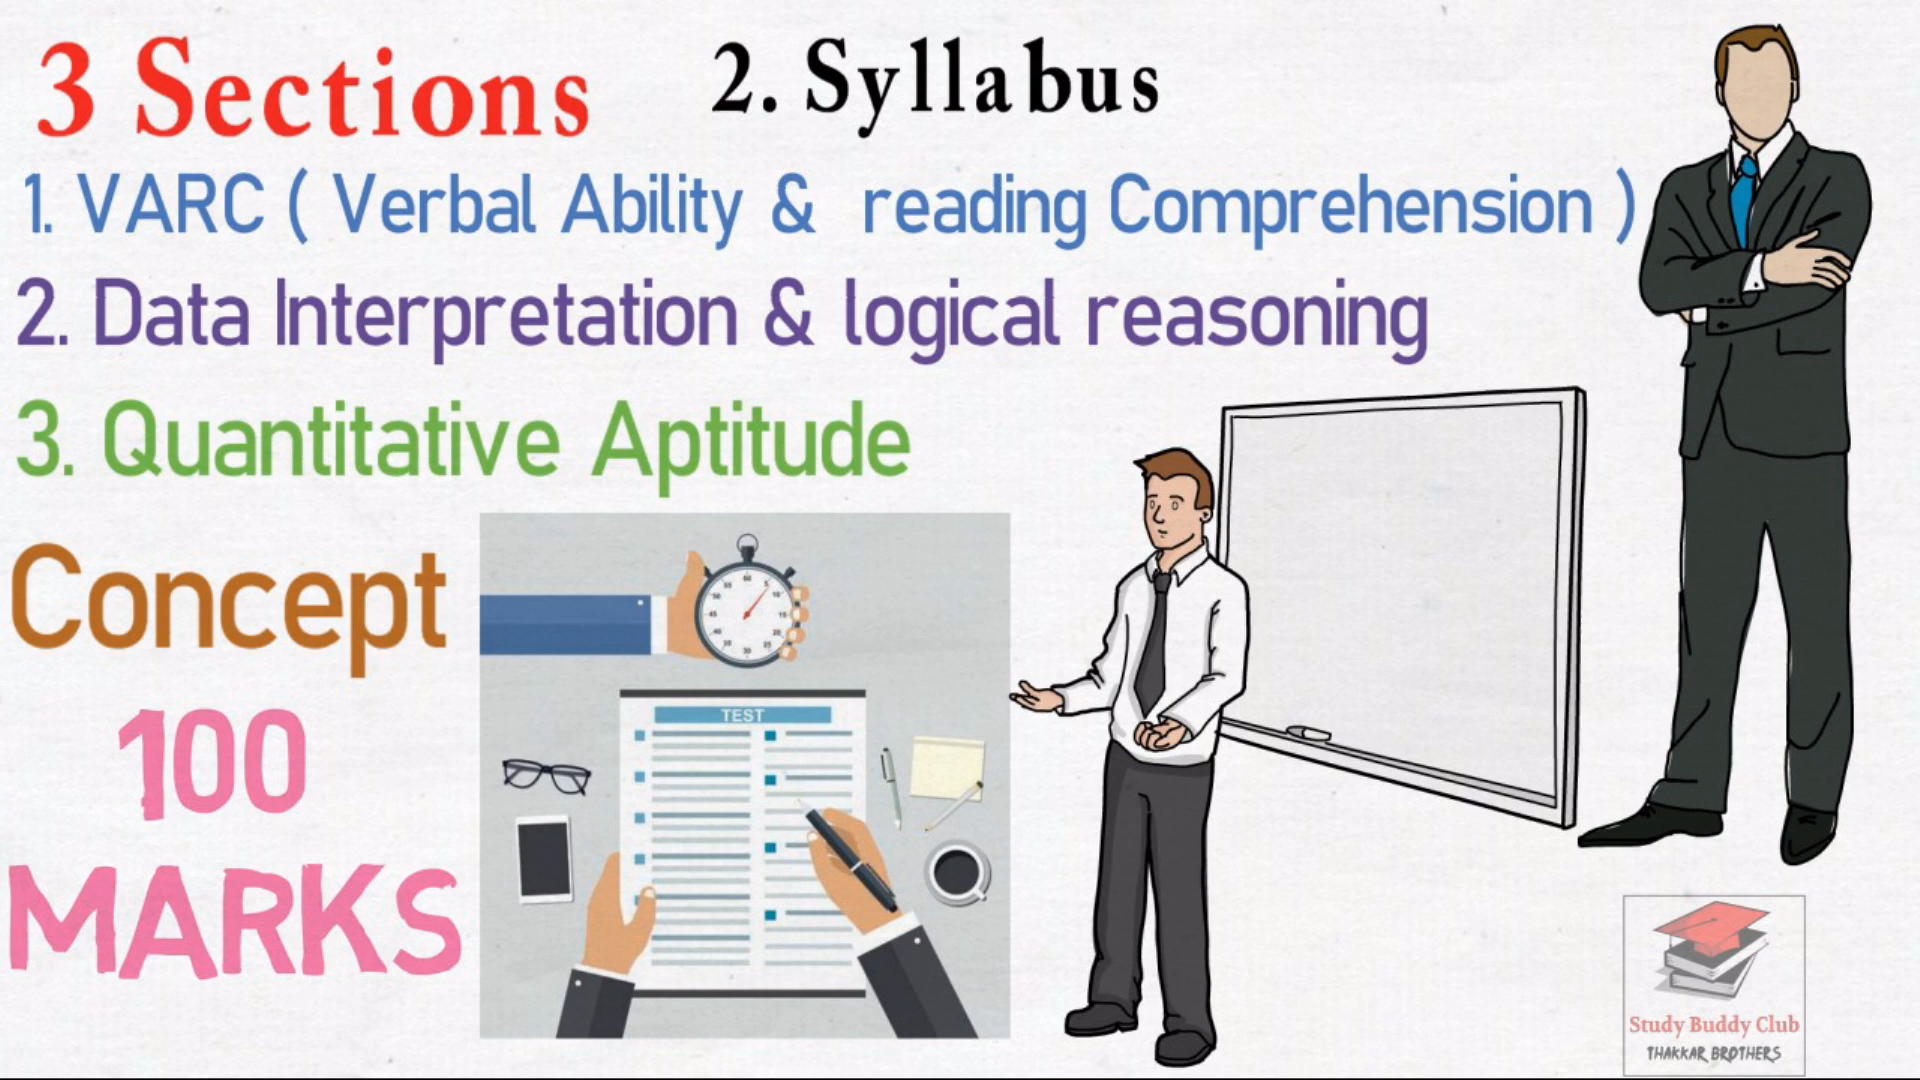 3 Sections
2. Syllabus
1. VARC ( Verbal Ability & reading Comprehension )
2. Data Interpretation & logical reasoning
3. Quantitative Aptitude
Concept
100
MARKS
TEST
Study Buddy Club
THAKKAR BROTHERS